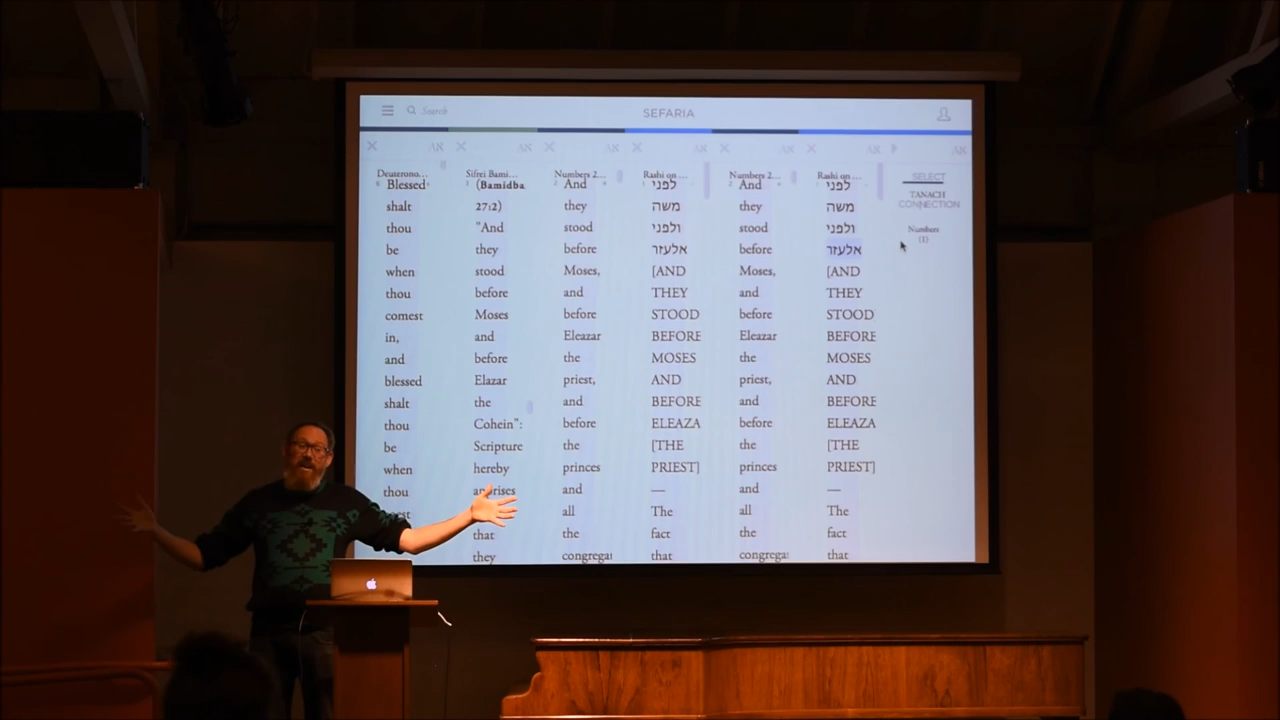 Search
SEFARIA
Deuterono...
Blessed
shalt
thou
be
when
thou
comest
in,
and
blessed
shalt
thou
be
when
thou
Sifrei Bami...
(Bamidba
27:2)
"And
they
stood
before
Moses
and
before
Elazar
the
Cohein":
Scripture
hereby
that
they
Numbers 2...
And
they
stood
before
Moses,
and
before
Eleazar
the
priest,
and
before
the
princes
and
all
the
congregat
Rashi on ...
לפני
משה
ולפני
אלעזר
[AND
THEY
STOOD
BEFORE
MOSES
AND
BEFORE
ELEAZA
[THE
PRIEST]
—
The
fact
that
Numbers 2...
And
they
stood
before
Moses,
and
before
Eleazar
the
priest,
and
before
the
princes
and
all
the
congregat
Rashi on ...
לפני
משה
ולפני
אלעזר
[AND
THEY
STOOD
BEFORE
MOSES
AND
BEFORE
ELEAZA
[THE
PRIEST]
—
The
fact
that
SELECT
TANACH
CONNECTION
Numbers
(1)